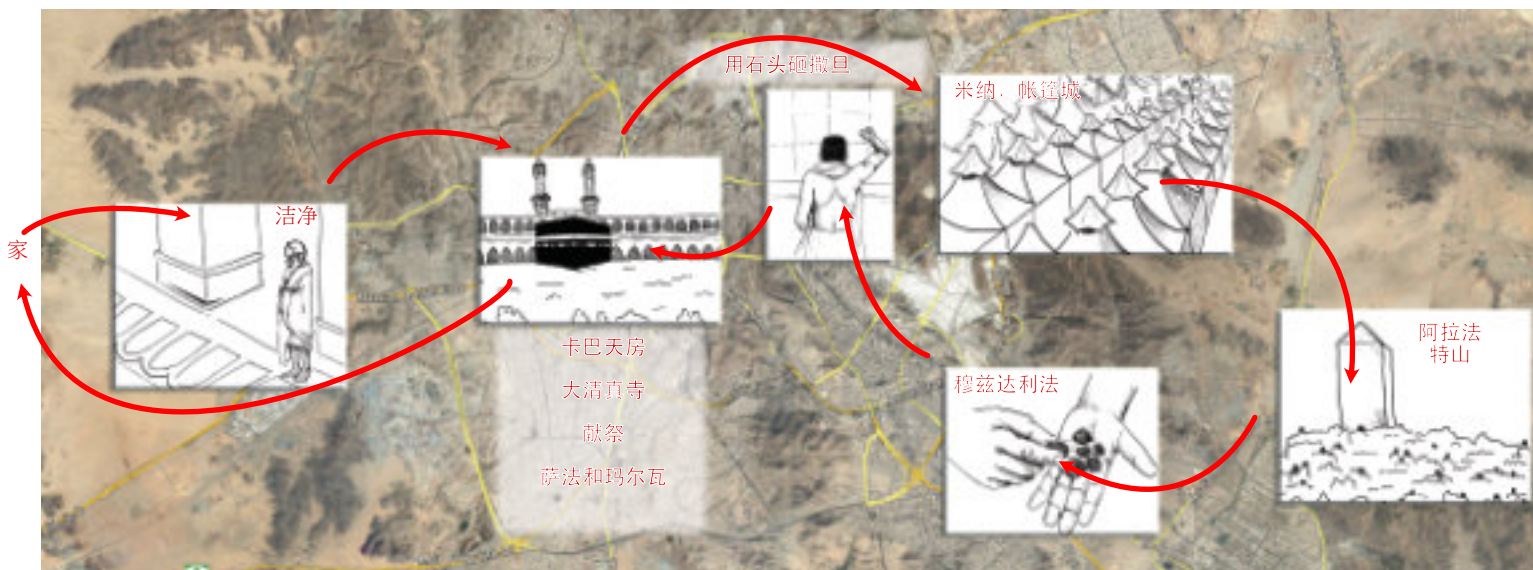 用石头砸撒旦
米纳，帐篷城
洁净
家
卡巴天房
大清真寺
献祭
萨法和玛尔瓦
穆兹达利法
阿拉法
特山